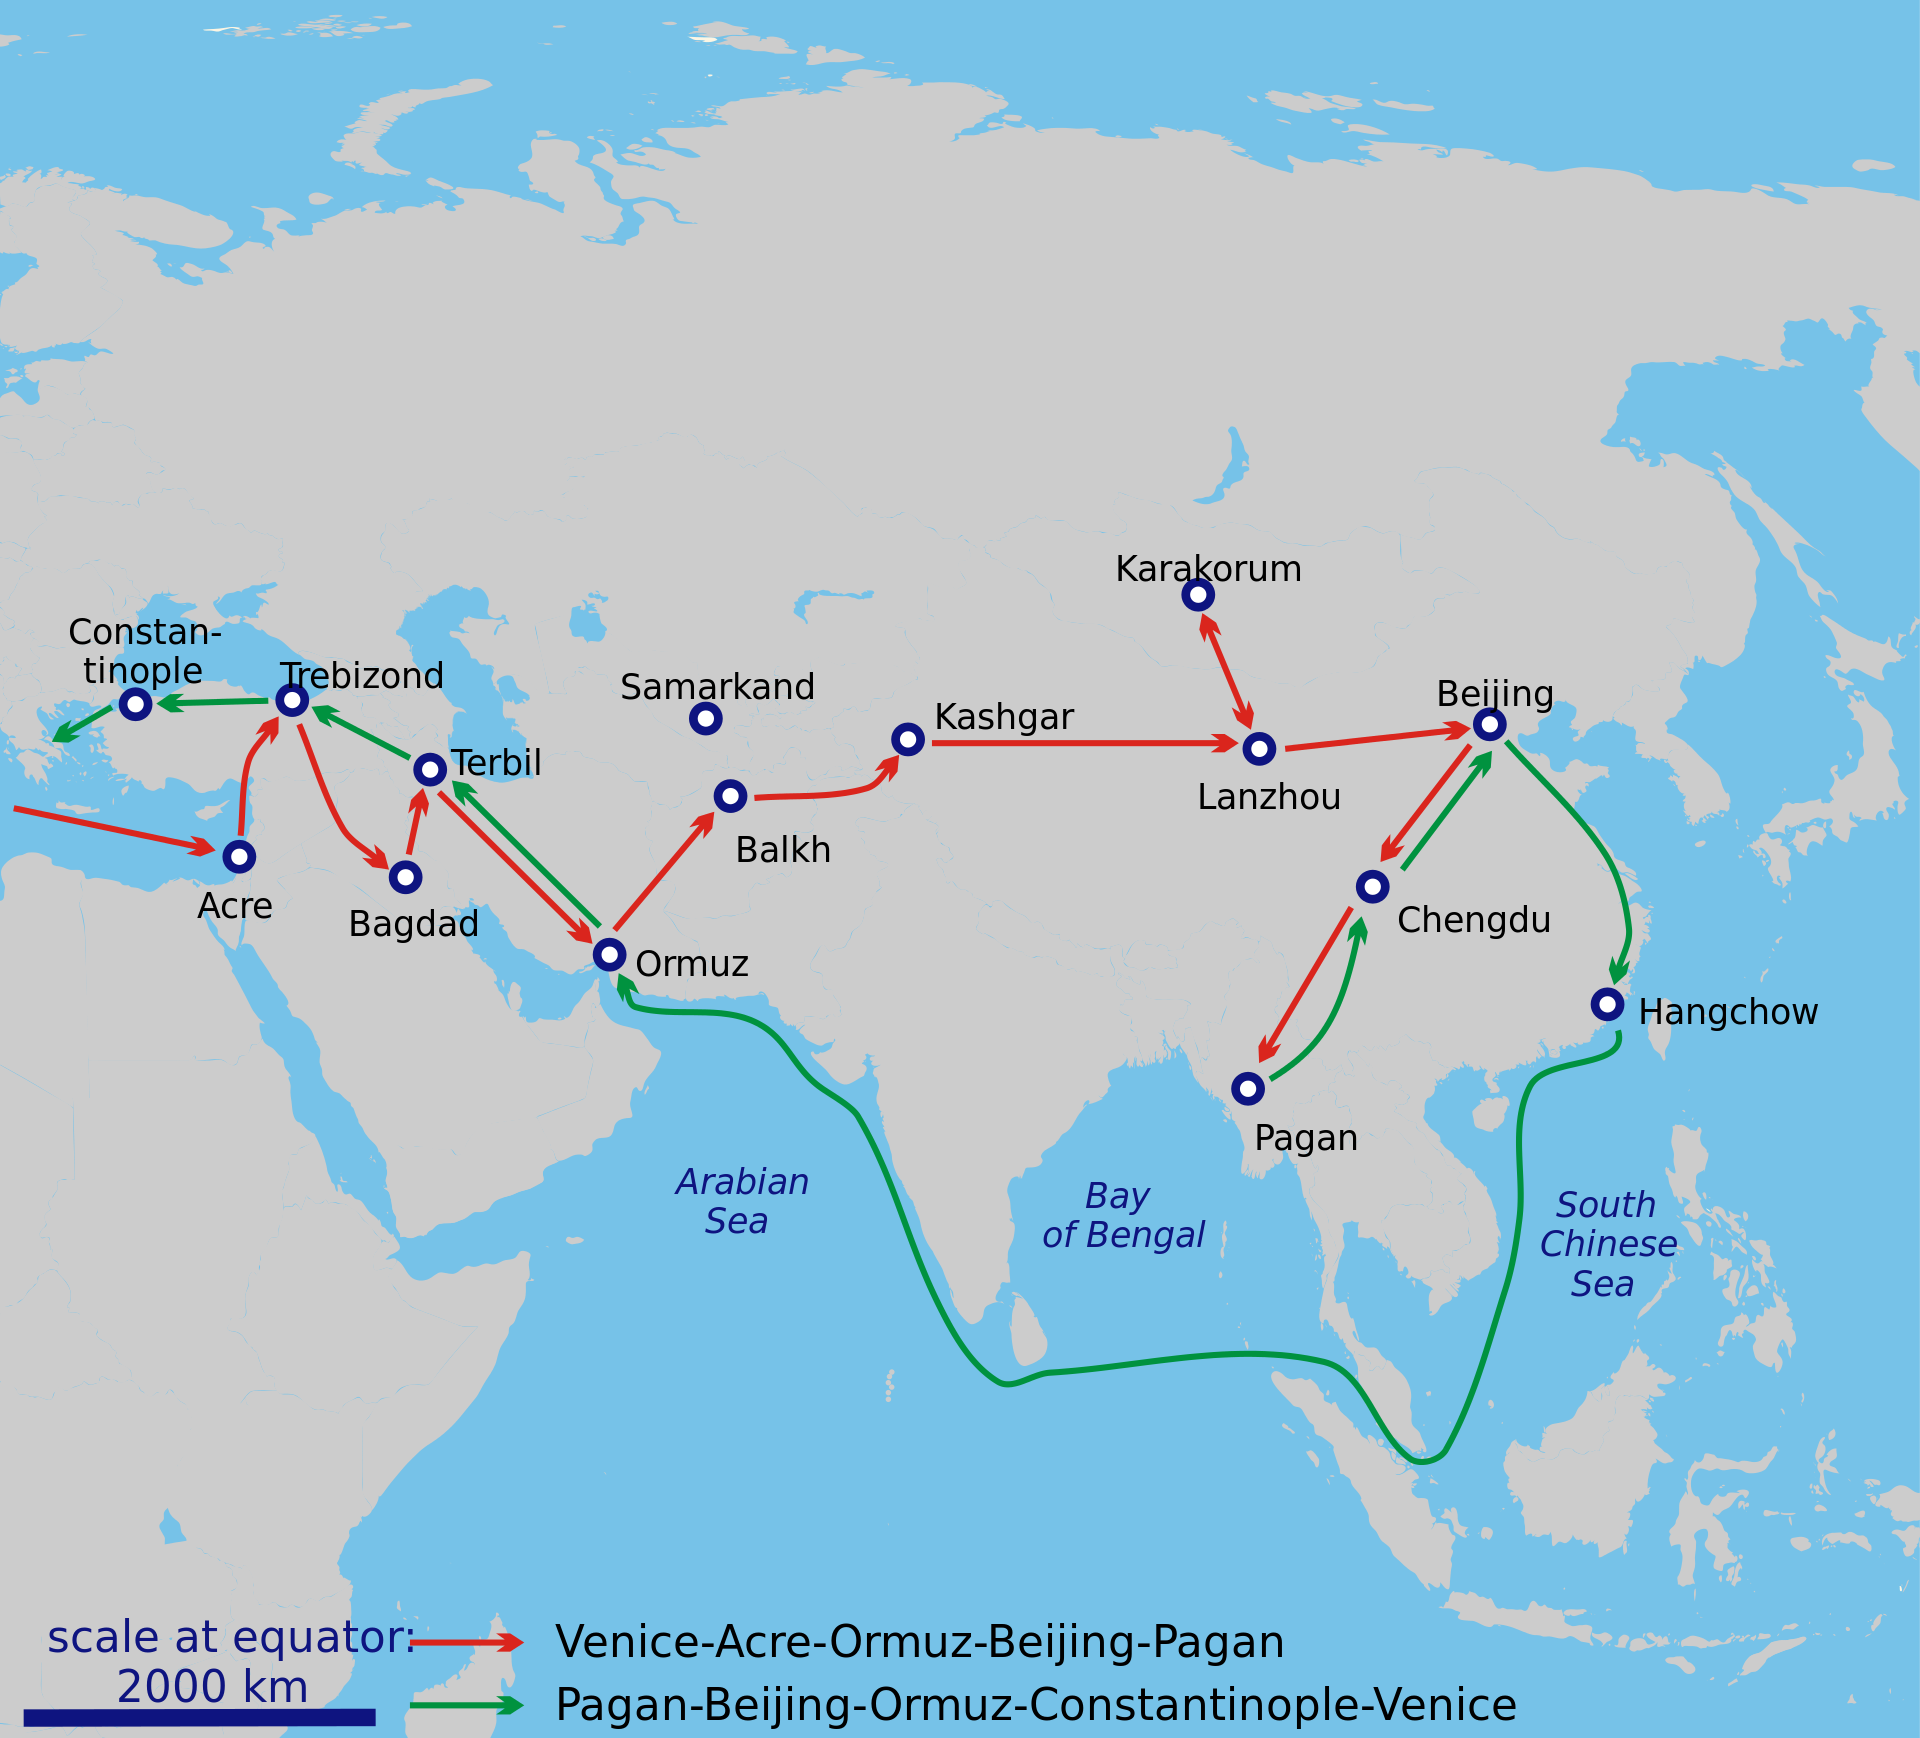 Karakorum
Constan-
tinople
Trebizond
Samarkand
Beijing
Kashgar
Terbil
Lanzhou
Balkh
Acre
Bagdad
Chengdu
Ormuz
Hangchow
Pagan
Arabian
Sea
Bay
of Bengal
South
Chinese
Sea
scale at equator:
2000 km
Venice-Acre-Ormuz-Beijing-Pagan
Pagan-Beijing-Ormuz-Constantinople-Venice